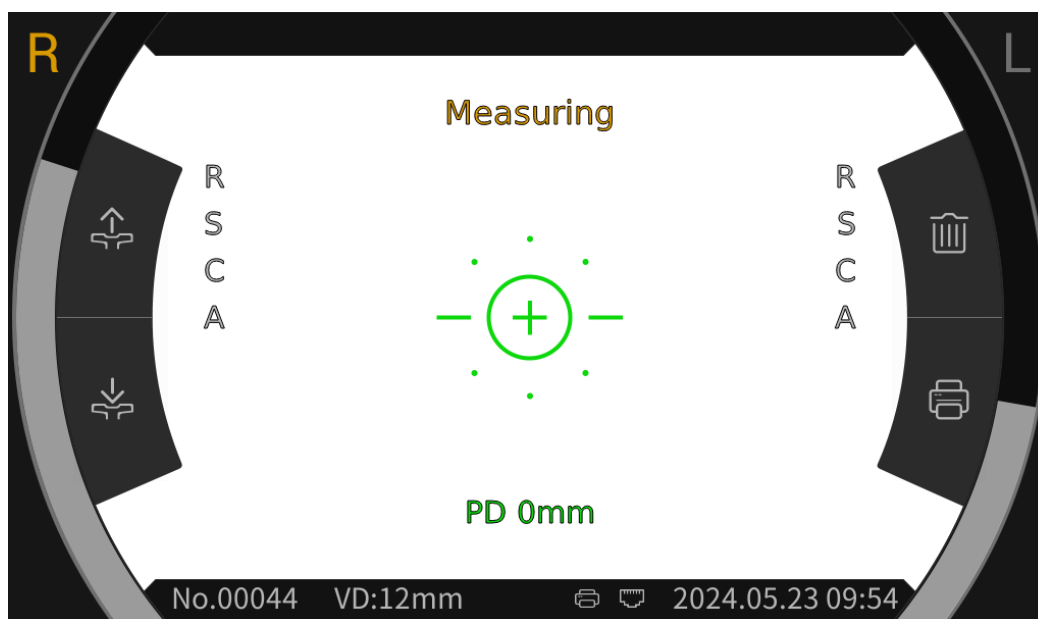 R
L
Measuring
R R
S S
C C
A A
PD 0mm
No.00044 VD:12mm 2024.05.23 09:54